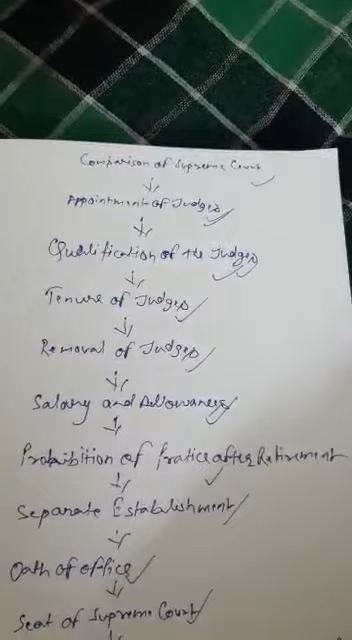 Comparison of Supreme Court
Appointment of Judges
Qualification of the Judges
Tenure of Judges
Removal of Judges
Salary and Allowances
Prohibition of Pratice after Retirement
Separate Establishment
Oath of office
Seat of Supreme Court